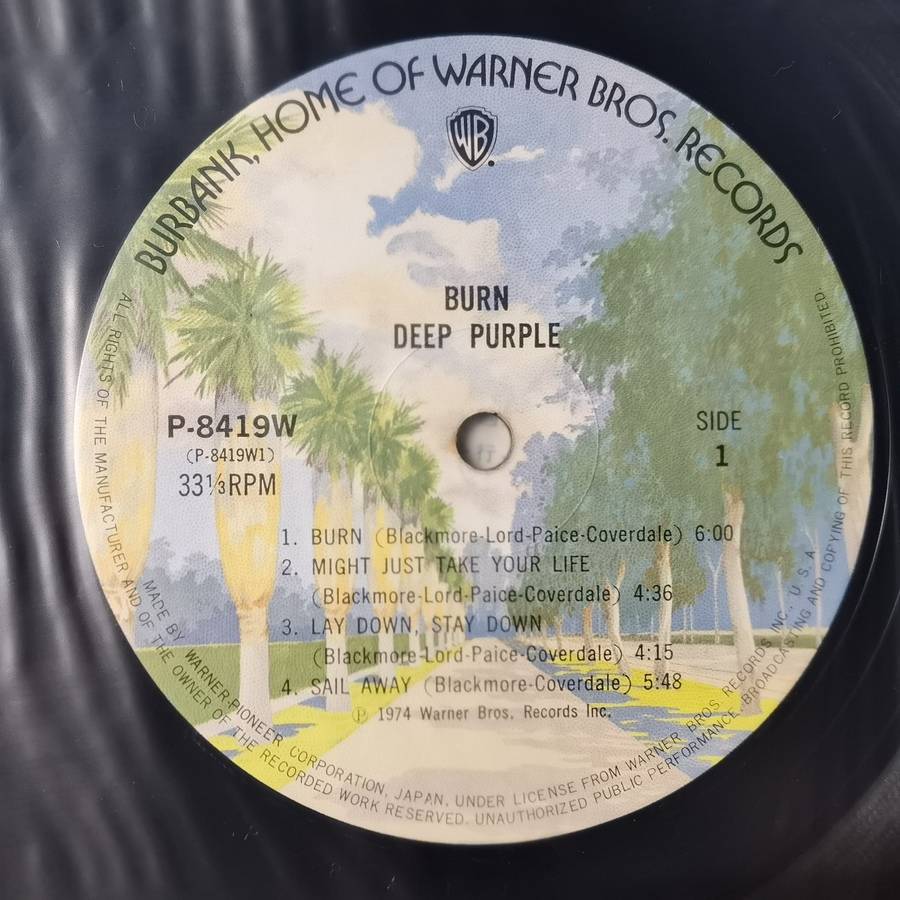 BURBANK, HOME OF WARNER BROS. RECORDS
WB
BURN
DEEP PURPLE
P-8419W
(P-8419W1)
33⅓RPM
SIDE
1
1. BURN (Blackmore-Lord-Paice-Coverdale) 6:00
2. MIGHT JUST TAKE YOUR LIFE
(Blackmore-Lord-Paice-Coverdale) 4:36
3. LAY DOWN, STAY DOWN
(Blackmore-Lord-Paice-Coverdale) 4:15
4. SAIL AWAY (Blackmore-Coverdale) 5:48
Ⓟ 1974 Warner Bros. Records Inc.
MADE BY WARNER-PIONEER CORPORATION, JAPAN, UNDER LICENSE FROM WARNER BROS RECORDS INC., U.S.A.
ALL RIGHTS OF THE MANUFACTURER AND OF THE OWNER OF THE RECORDED WORK RESERVED. UNAUTHORIZED PUBLIC PERFORMANCE. BROADCASTING AND COPYING OF THIS RECORD PROHIBITED.